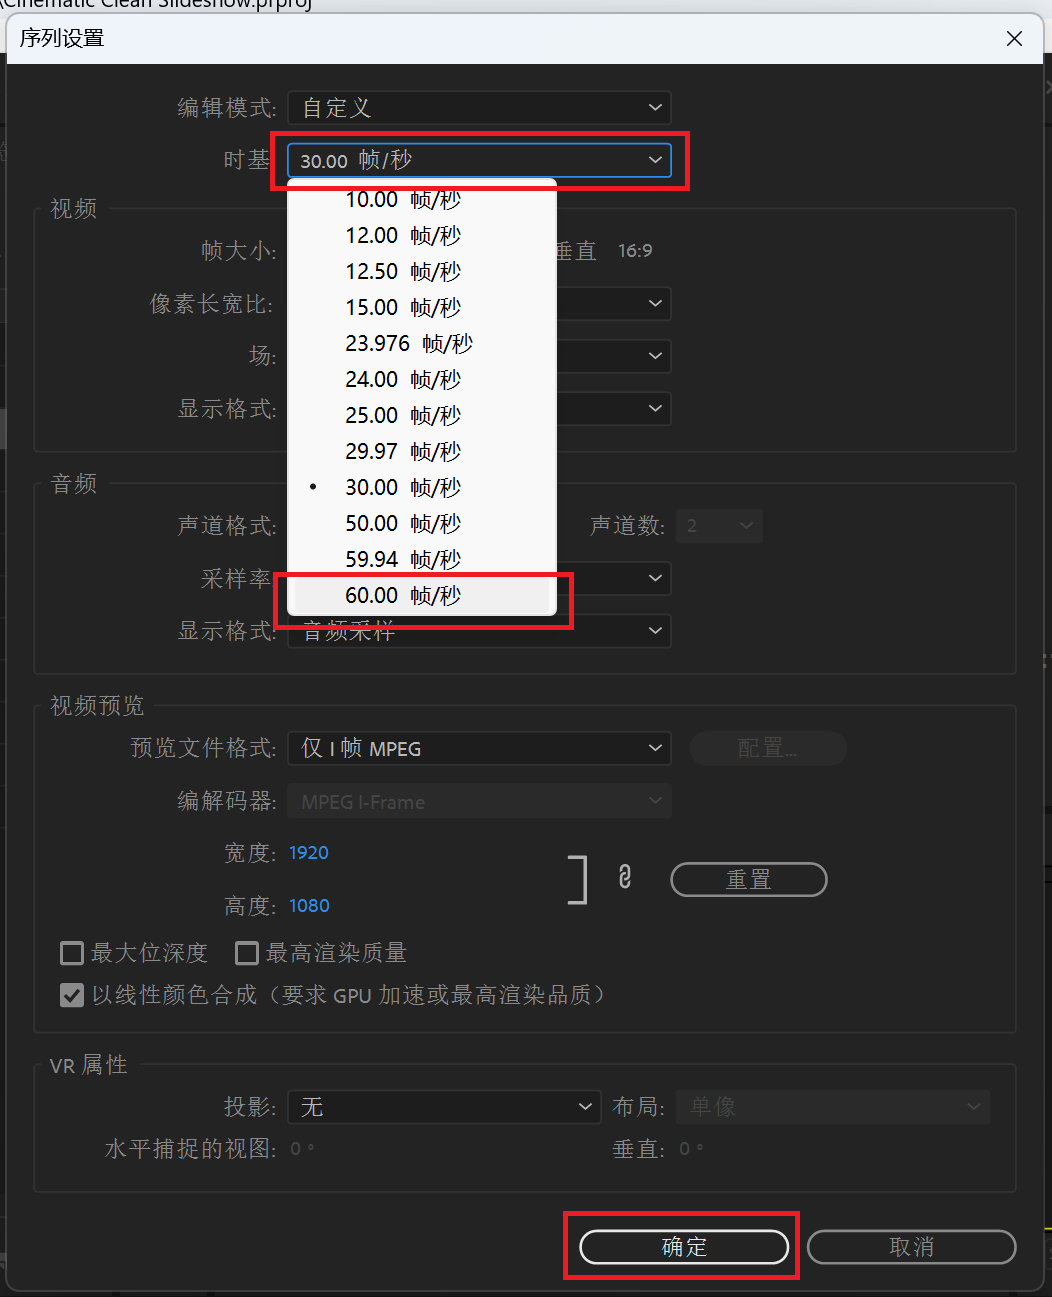 \Cinematic Clean Slideshow.prproj
序列设置
编辑模式: 自定义
时基 30.00 帧/秒
10.00 帧/秒
视频
12.00 帧/秒
帧大小: 垂直 16:9
12.50 帧/秒
像素长宽比: 15.00 帧/秒
23.976 帧/秒
场:
24.00 帧/秒
显示格式: 25.00 帧/秒
29.97 帧/秒
音频 30.00 帧/秒
声道格式: 50.00 帧/秒 声道数: 2
59.94 帧/秒
采样率 60.00 帧/秒
显示格式: 音频采样
视频预览
预览文件格式: 仅 I 帧 MPEG 配置...
编解码器: MPEG I-Frame
宽度: 1920
重置
高度: 1080
最大位深度 最高渲染质量
以线性颜色合成（要求 GPU 加速或最高渲染品质）
VR 属性
投影: 无 布局: 单像
水平捕捉的视图: 0 ° 垂直: 0 °
确定 取消